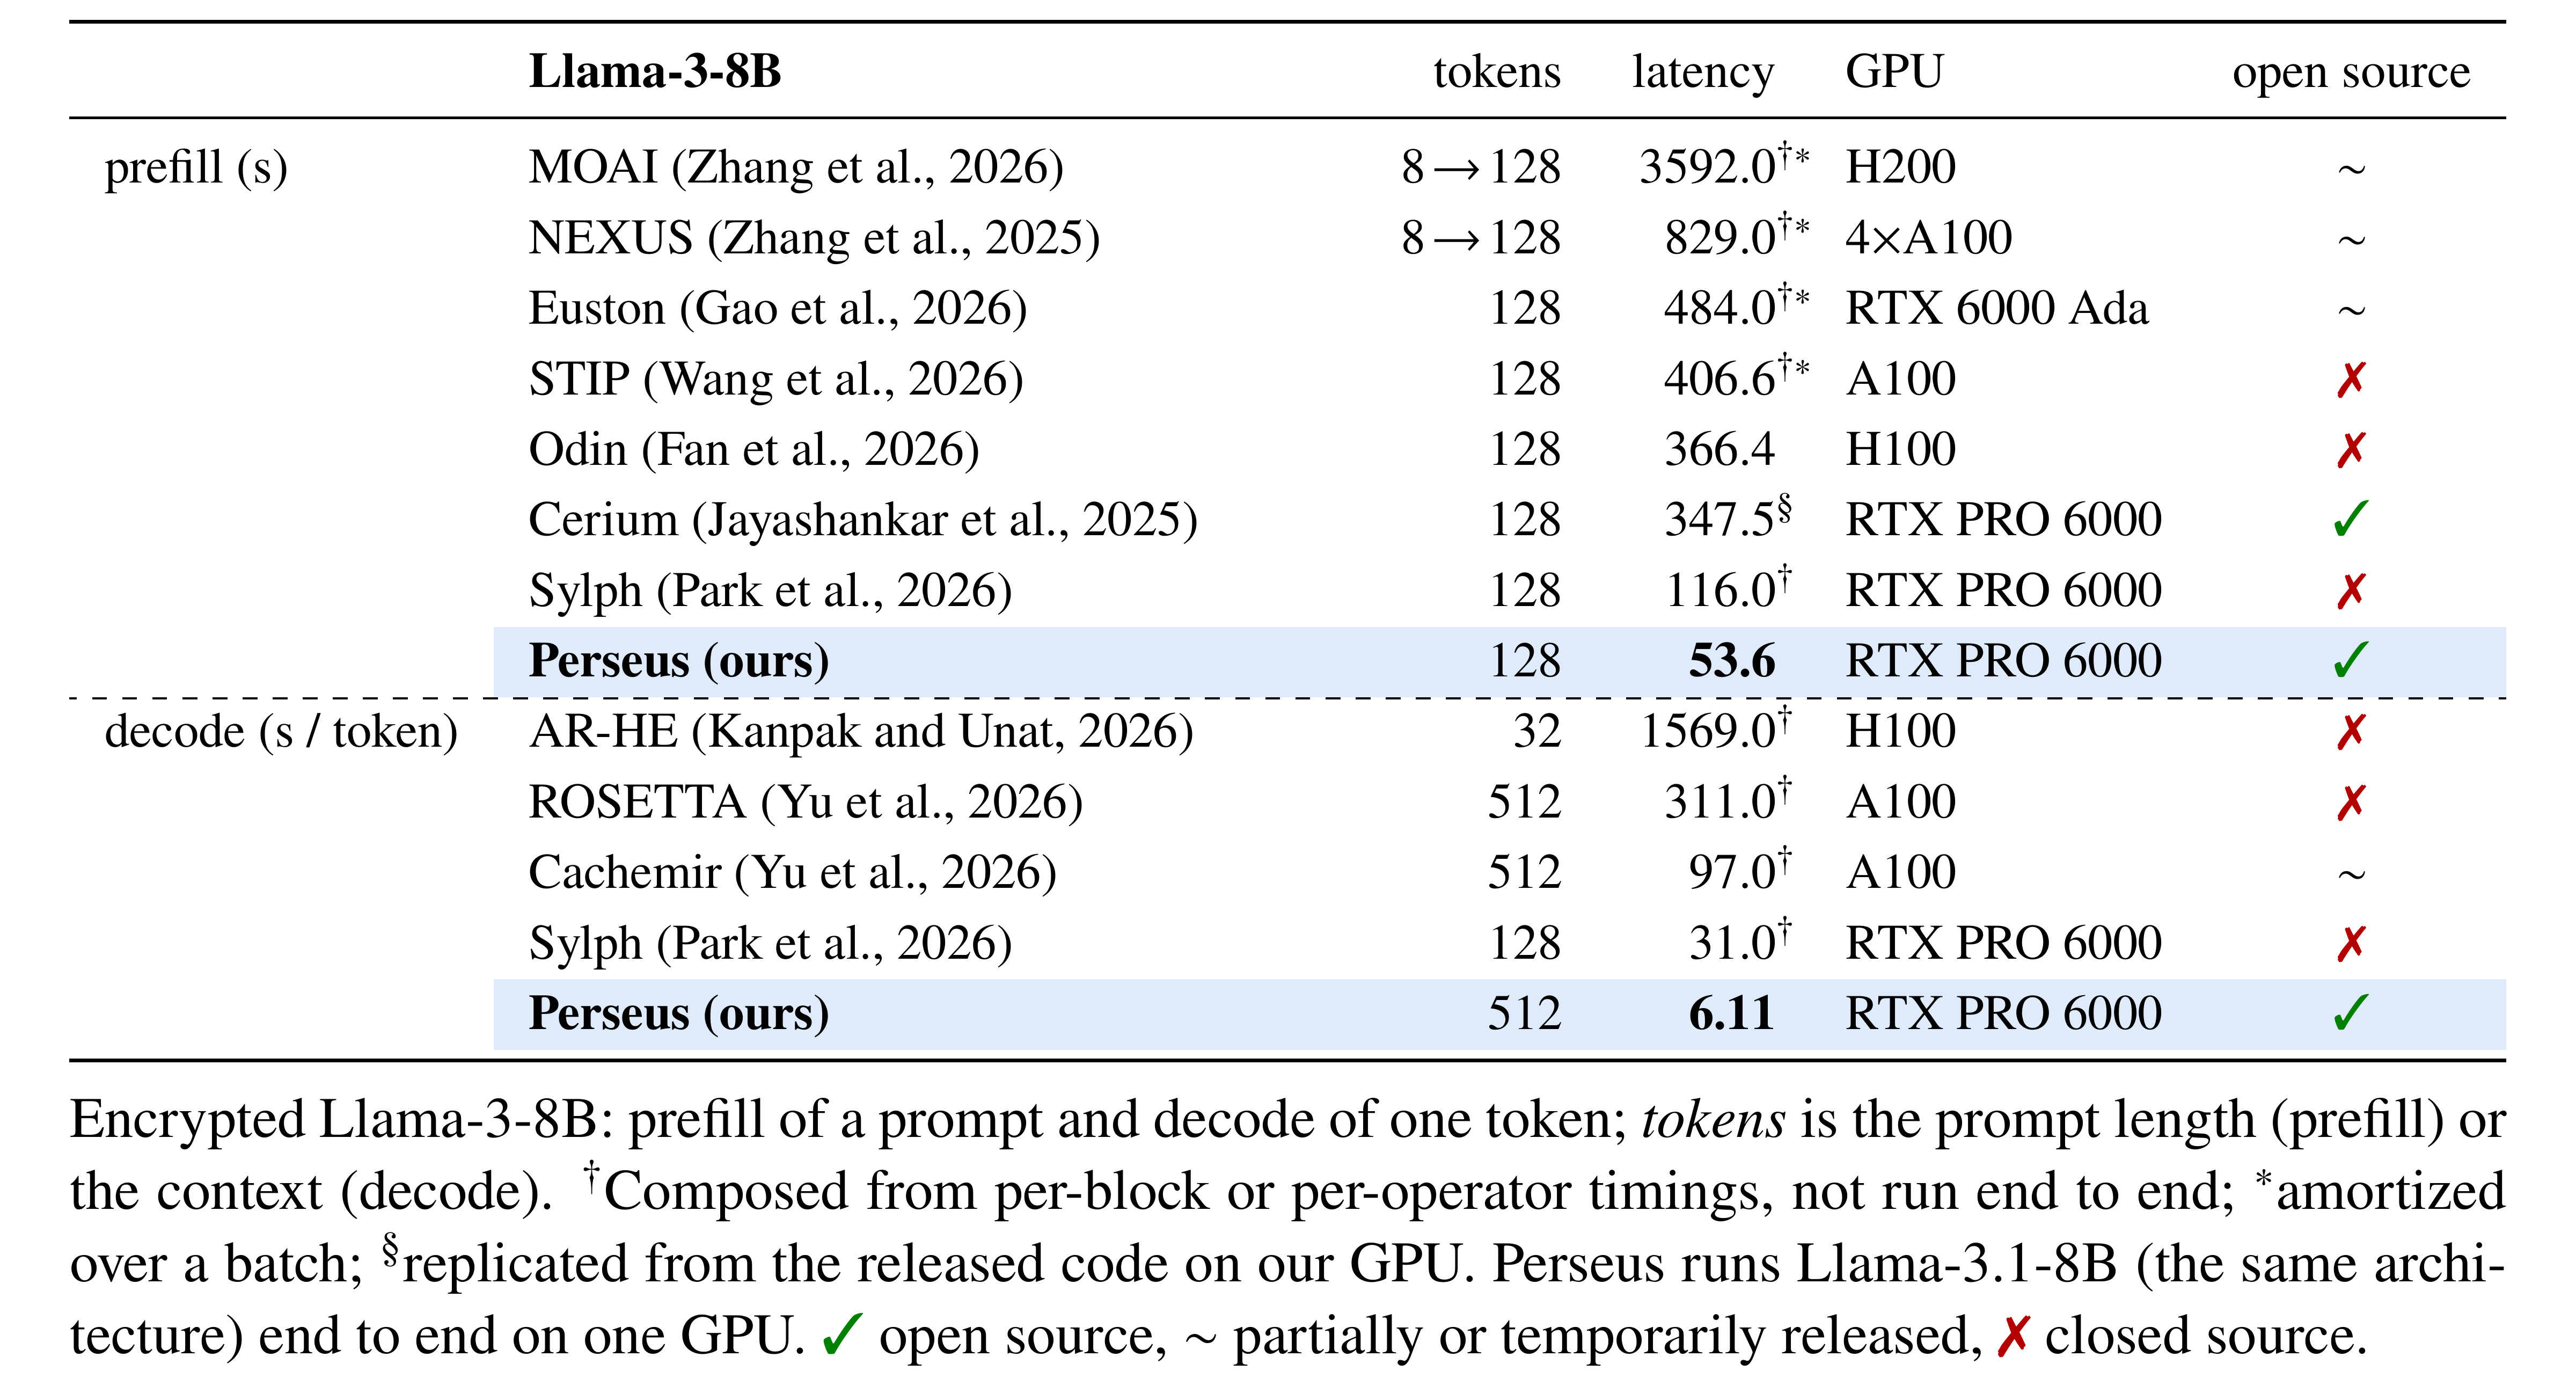 Llama-3-8B tokens latency GPU open source
prefill (s) MOAI (Zhang et al., 2026) 8→128 3592.0†* H200 ~
NEXUS (Zhang et al., 2025) 8→128 829.0†* 4×A100 ~
Euston (Gao et al., 2026) 128 484.0†* RTX 6000 Ada ~
STIP (Wang et al., 2026) 128 406.6†* A100 ✗
Odin (Fan et al., 2026) 128 366.4 H100 ✗
Cerium (Jayashankar et al., 2025) 128 347.5§ RTX PRO 6000 ✓
Sylph (Park et al., 2026) 128 116.0† RTX PRO 6000 ✗
Perseus (ours) 128 53.6 RTX PRO 6000 ✓
decode (s / token) AR-HE (Kanpak and Unat, 2026) 32 1569.0† H100 ✗
ROSETTA (Yu et al., 2026) 512 311.0† A100 ✗
Cachemir (Yu et al., 2026) 512 97.0† A100 ~
Sylph (Park et al., 2026) 128 31.0† RTX PRO 6000 ✗
Perseus (ours) 512 6.11 RTX PRO 6000 ✓
Encrypted Llama-3-8B: prefill of a prompt and decode of one token; tokens is the prompt length (prefill) or
the context (decode). †Composed from per-block or per-operator timings, not run end to end; *amortized
over a batch; §replicated from the released code on our GPU. Perseus runs Llama-3.1-8B (the same archi-
tecture) end to end on one GPU. ✓ open source, ~ partially or temporarily released, ✗ closed source.